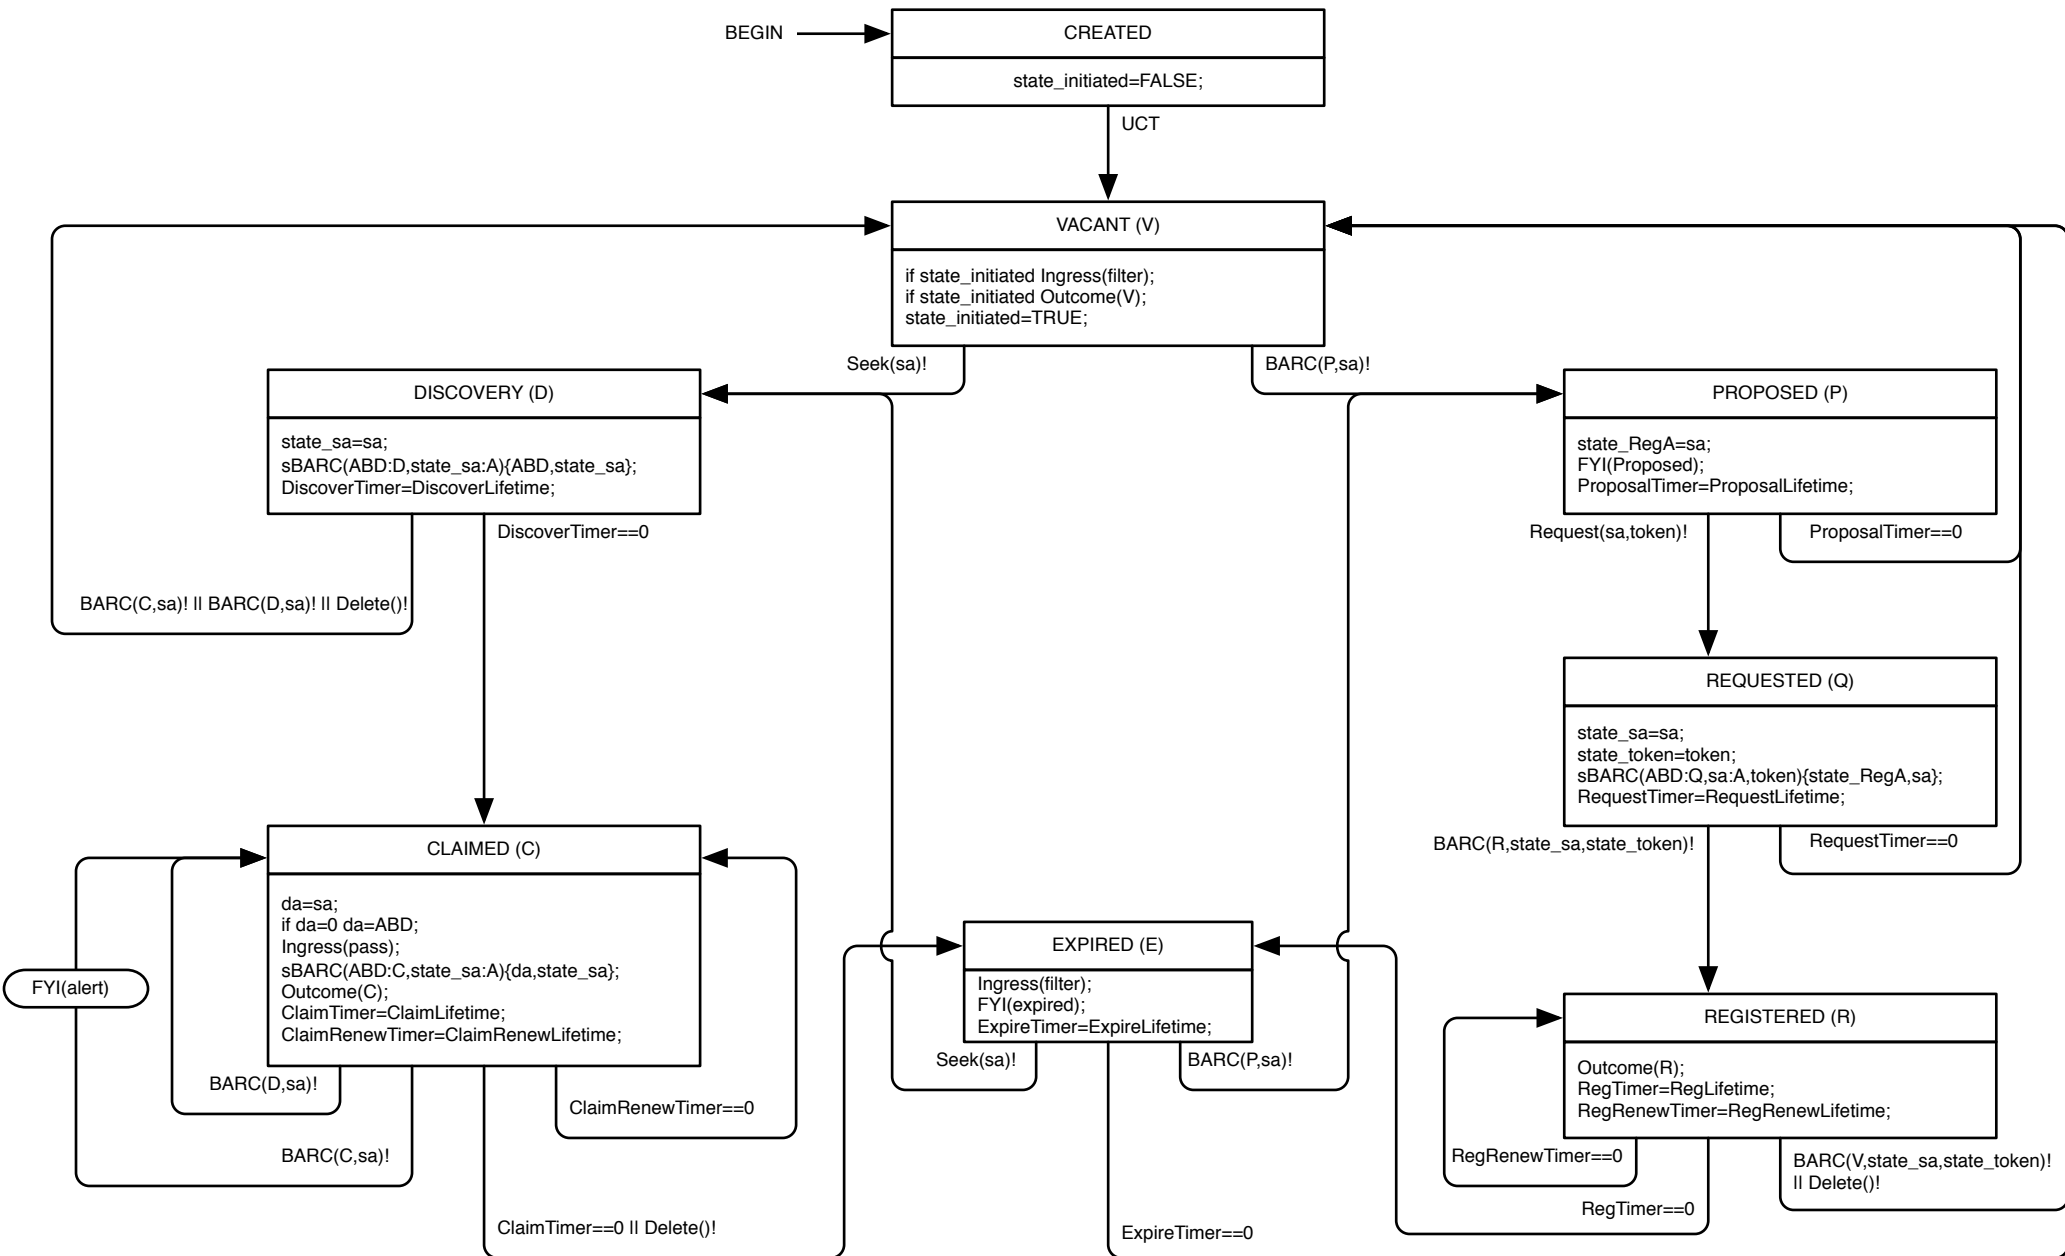 BEGIN
CREATED
state_initiated=FALSE;
UCT
VACANT (V)
if state_initiated Ingress(filter);
if state_initiated Outcome(V);
state_initiated=TRUE;
Seek(sa)!
BARC(P,sa)!
DISCOVERY (D)
state_sa=sa;
sBARC(ABD:D,state_sa:A){ABD,state_sa};
DiscoverTimer=DiscoverLifetime;
DiscoverTimer==0
BARC(C,sa)! || BARC(D,sa)! || Delete()!
PROPOSED (P)
state_RegA=sa;
FYI(Proposed);
ProposalTimer=ProposalLifetime;
Request(sa,token)!
ProposalTimer==0
REQUESTED (Q)
state_sa=sa;
state_token=token;
sBARC(ABD:Q,sa:A,token){state_RegA,sa};
RequestTimer=RequestLifetime;
BARC(R,state_sa,state_token)!
RequestTimer==0
CLAIMED (C)
da=sa;
if da=0 da=ABD;
Ingress(pass);
sBARC(ABD:C,state_sa:A){da,state_sa};
Outcome(C);
ClaimTimer=ClaimLifetime;
ClaimRenewTimer=ClaimRenewLifetime;
FYI(alert)
BARC(D,sa)!
BARC(C,sa)!
ClaimRenewTimer==0
ClaimTimer==0 || Delete()!
EXPIRED (E)
Ingress(filter);
FYI(expired);
ExpireTimer=ExpireLifetime;
Seek(sa)!
BARC(P,sa)!
ExpireTimer==0
REGISTERED (R)
Outcome(R);
RegTimer=RegLifetime;
RegRenewTimer=RegRenewLifetime;
RegRenewTimer==0
RegTimer==0
BARC(V,state_sa,state_token)!
|| Delete()!